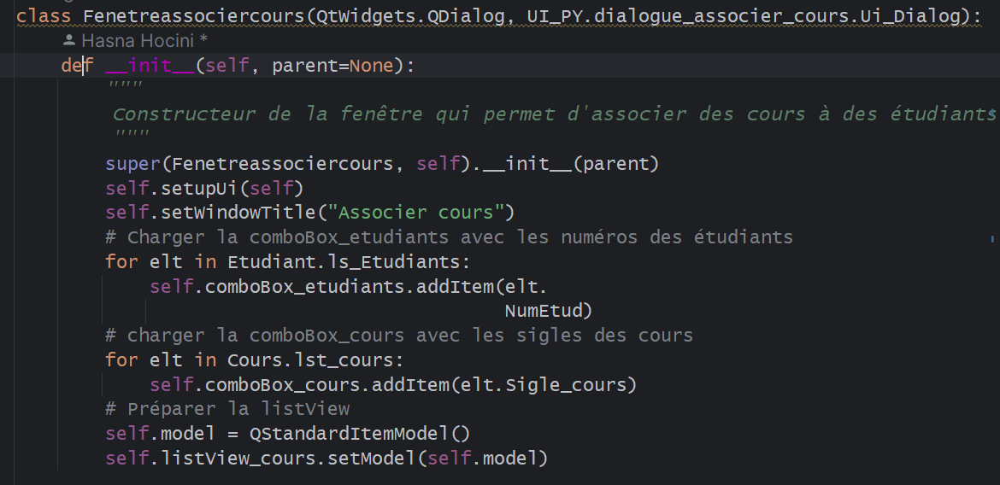 class Fenetreassociercours(QtWidgets.QDialog, UI_PY.dialogue_associer_cours.Ui_Dialog):
Hasna Hocini *
def __init__(self, parent=None):
"""
Constructeur de la fenêtre qui permet d'associer des cours à des étudiants
"""
super(Fenetreassociercours, self).__init__(parent)
self.setupUi(self)
self.setWindowTitle("Associer cours")
# Charger la comboBox_etudiants avec les numéros des étudiants
for elt in Etudiant.ls_Etudiants:
self.comboBox_etudiants.addItem(elt.
NumEtud)
# charger la comboBox_cours avec les sigles des cours
for elt in Cours.lst_cours:
self.comboBox_cours.addItem(elt.Sigle_cours)
# Préparer la listView
self.model = QStandardItemModel()
self.listView_cours.setModel(self.model)